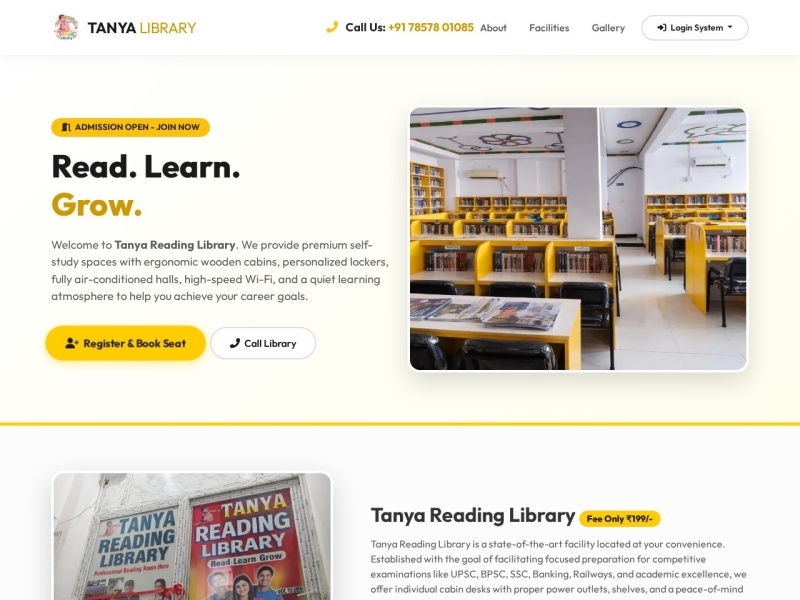 TANYA LIBRARY
Call Us: +91 78578 01085
About
Facilities
Gallery
Login System
ADMISSION OPEN - JOIN NOW
Read. Learn.
Grow.
Welcome to Tanya Reading Library. We provide premium self-
study spaces with ergonomic wooden cabins, personalized lockers,
fully air-conditioned halls, high-speed Wi-Fi, and a quiet learning
atmosphere to help you achieve your career goals.
Register & Book Seat
Call Library
TANYA
READING
LIBRARY
Professional Reading Room Here
TANYA
READING
LIBRARY
Read Learn Grow
Tanya Reading Library
Fee Only ₹199/-
Tanya Reading Library is a state-of-the-art facility located at your convenience.
Established with the goal of facilitating focused preparation for competitive
examinations like UPSC, BPSC, SSC, Banking, Railways, and academic excellence, we
offer individual cabin desks with proper power outlets, shelves, and a peace-of-mind